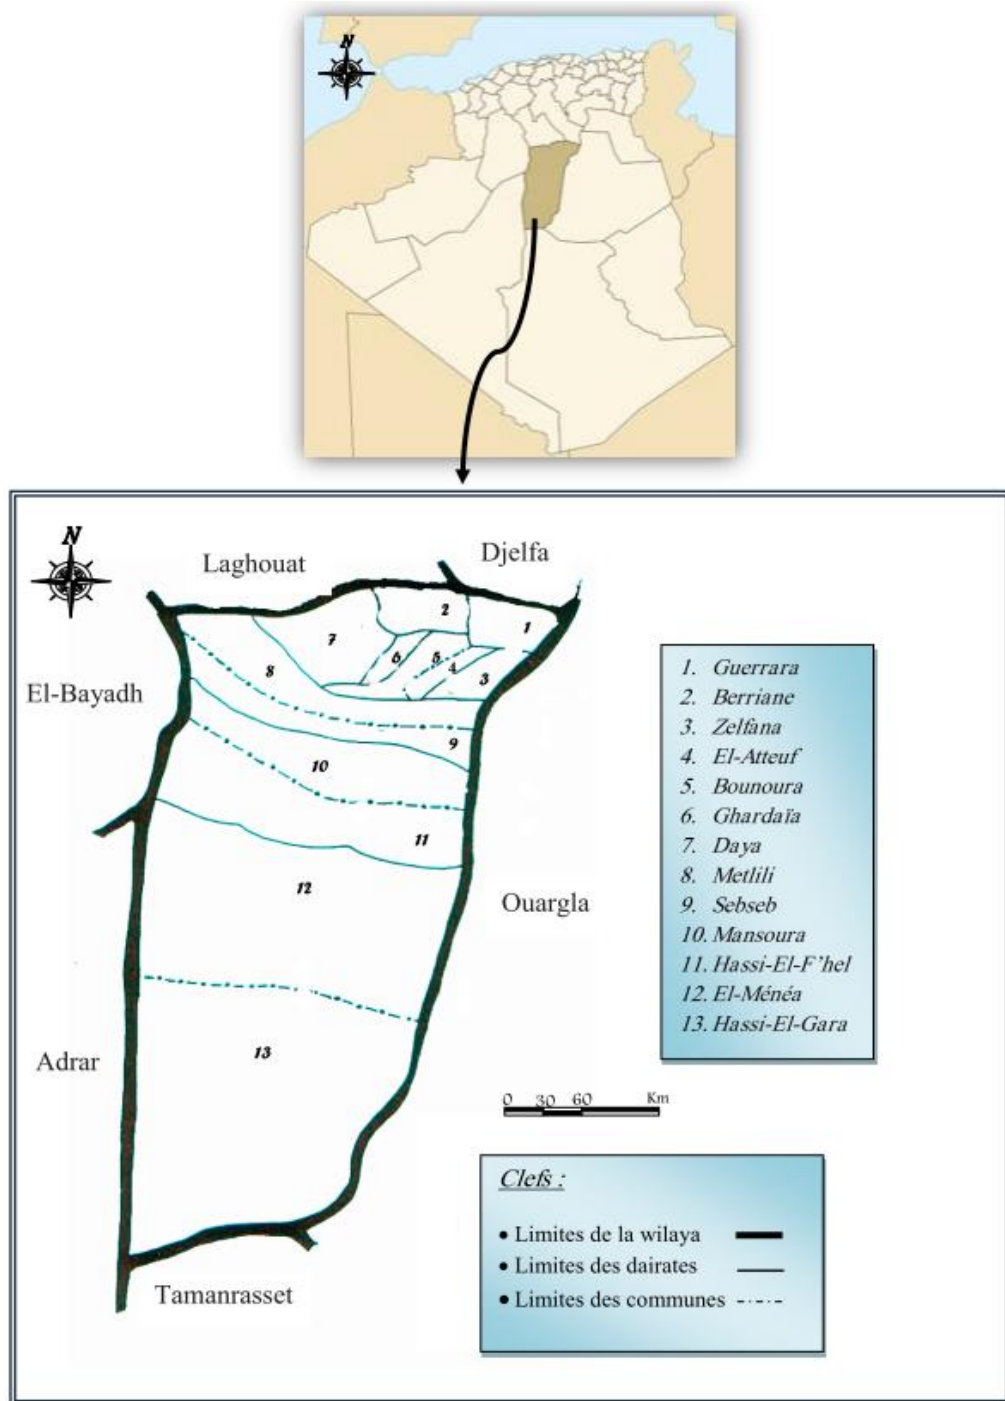 N
N
Laghouat
Djelfa
El-Bayadh
Ouargla
Adrar
Tamanrasset
2
1
7
6
5
4
8
3
9
10
11
12
13
1. Guerrara
2. Berriane
3. Zelfana
4. El-Atteuf
5. Bounoura
6. Ghardaïa
7. Daya
8. Metlili
9. Sebseb
10. Mansoura
11. Hassi-El-F'hel
12. El-Ménéa
13. Hassi-El-Gara
0 30 60 Km
Clefs :
• Limites de la wilaya
• Limites des dairates
• Limites des communes